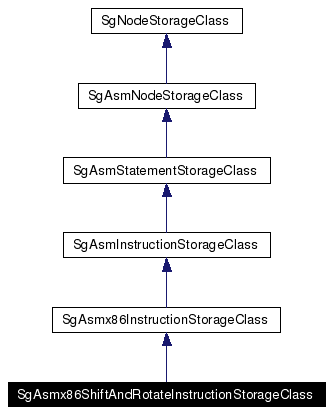 SgNodeStorageClass
SgAsmNodeStorageClass
SgAsmStatementStorageClass
SgAsmInstructionStorageClass
SgAsmx86InstructionStorageClass
SgAsmx86ShiftAndRotateInstructionStorageClass